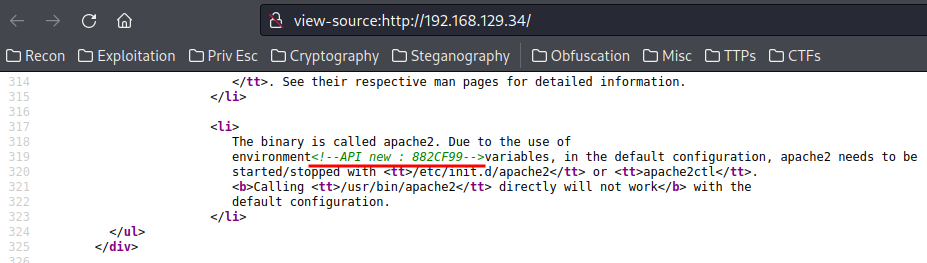 view-source:http://192.168.129.34/
Recon Exploitation Priv Esc Cryptography Steganography Obfuscation Misc TTPs CTFs
314 </tt>. See their respective man pages for detailed information.
315 </li>
316
317 <li>
318 The binary is called apache2. Due to the use of
319 environment<!--API new : 882CF99-->variables, in the default configuration, apache2 needs to be
320 started/stopped with <tt>/etc/init.d/apache2</tt> or <tt>apache2ctl</tt>.
321 <b>Calling <tt>/usr/bin/apache2</tt> directly will not work</b> with the
322 default configuration.
323 </li>
324 </ul>
325 </div>
326